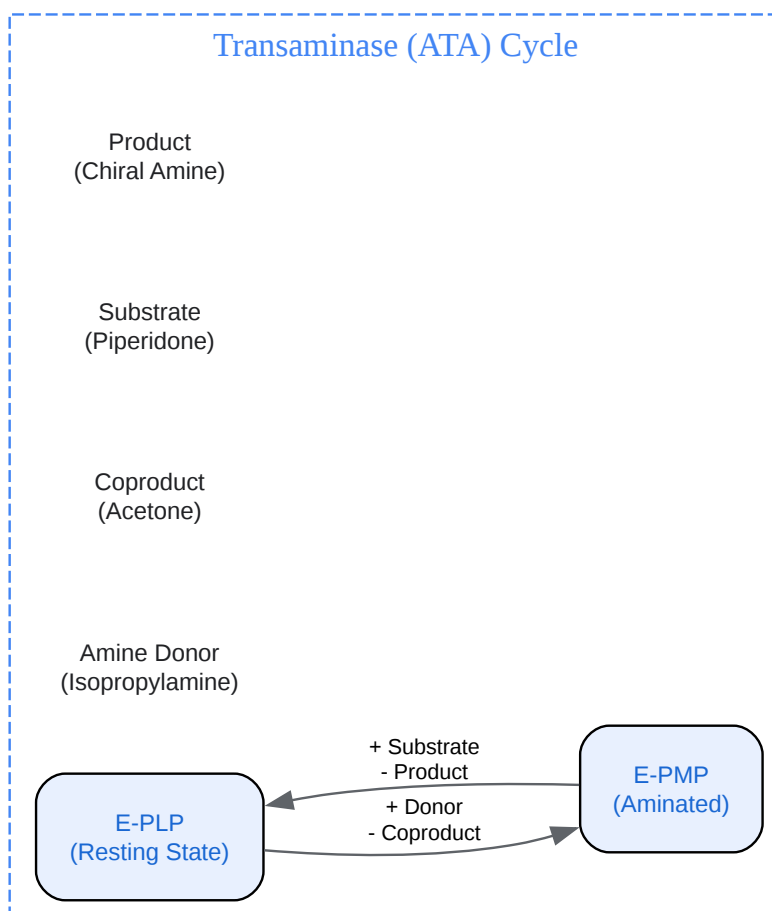 Transaminase (ATA) Cycle
Product
(Chiral Amine)
Substrate
(Piperidone)
Coproduct
(Acetone)
Amine Donor
(Isopropylamine)
+ Substrate
- Product
+ Donor
- Coproduct
E-PMP
(Aminated)
E-PLP
(Resting State)